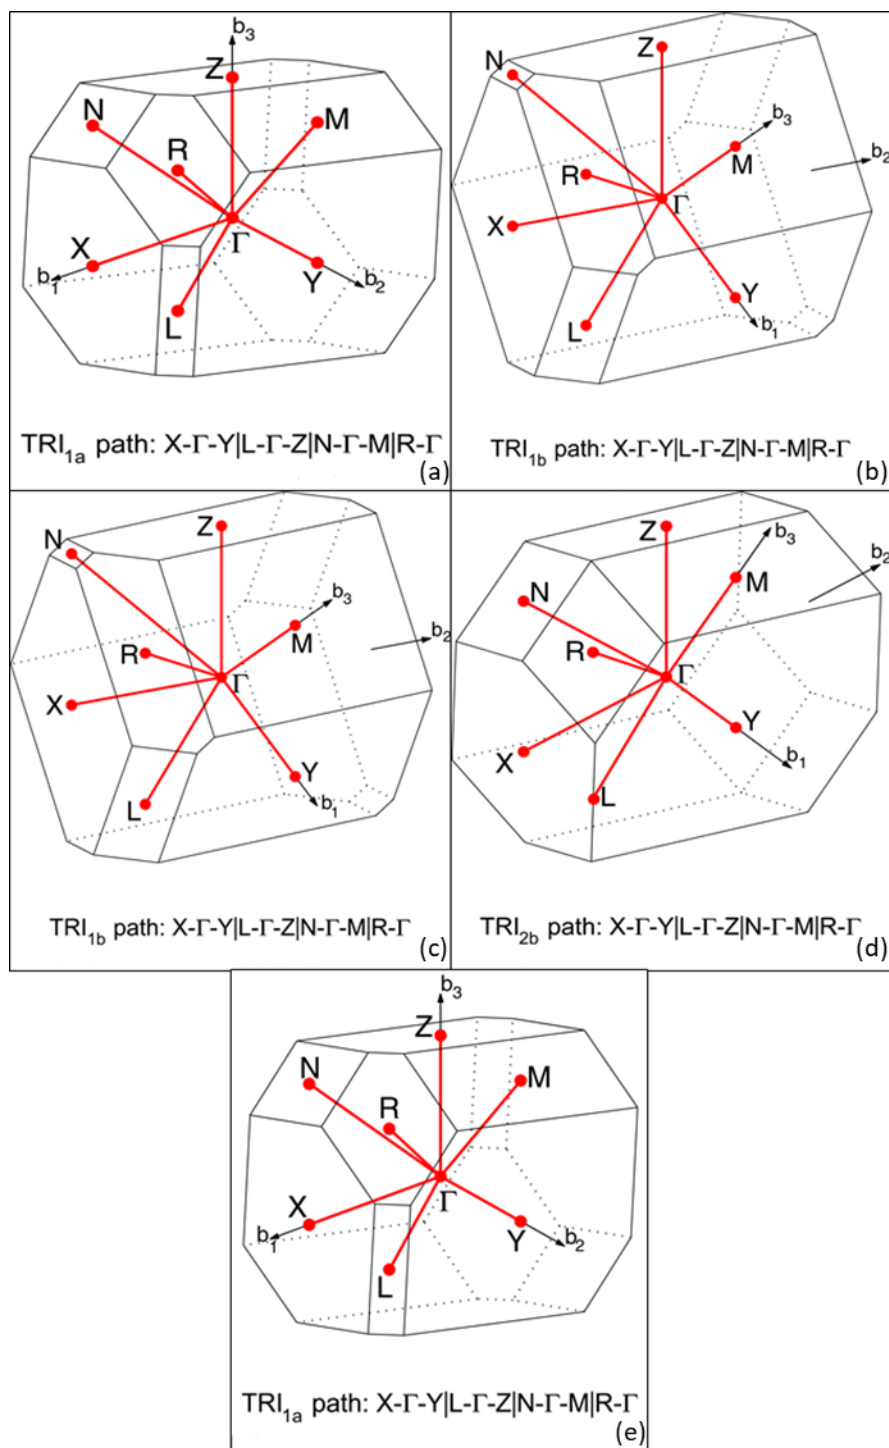 b3
Z
N
M
R
Γ
X
b1
Y
b2
L
TRI1a path: X-Γ-Y|L-Γ-Z|N-Γ-M|R-Γ
(a)
N
Z
b3
M
b2
R
Γ
X
Y
L
b1
TRI1b path: X-Γ-Y|L-Γ-Z|N-Γ-M|R-Γ
(b)
N
Z
b3
M
b2
R
Γ
X
Y
L
b1
TRI1b path: X-Γ-Y|L-Γ-Z|N-Γ-M|R-Γ
(c)
Z
b3
b2
N
M
R
Γ
Y
X
b1
L
TRI2b path: X-Γ-Y|L-Γ-Z|N-Γ-M|R-Γ
(d)
b3
Z
N
M
R
Γ
X
b1
Y
b2
L
TRI1a path: X-Γ-Y|L-Γ-Z|N-Γ-M|R-Γ
(e)